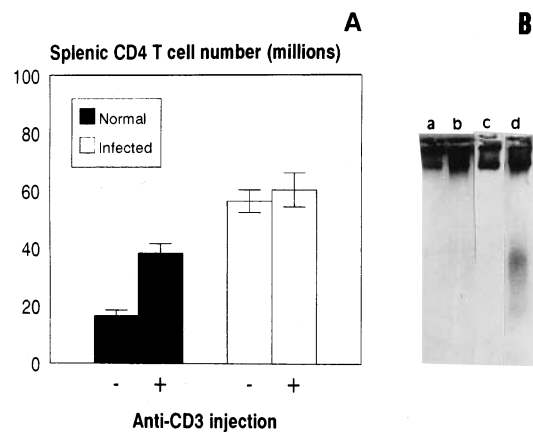 A
B
Splenic CD4 T cell number (millions)
100
80
60
40
20
0
Normal
Infected
- + - +
Anti-CD3 injection
a b c d